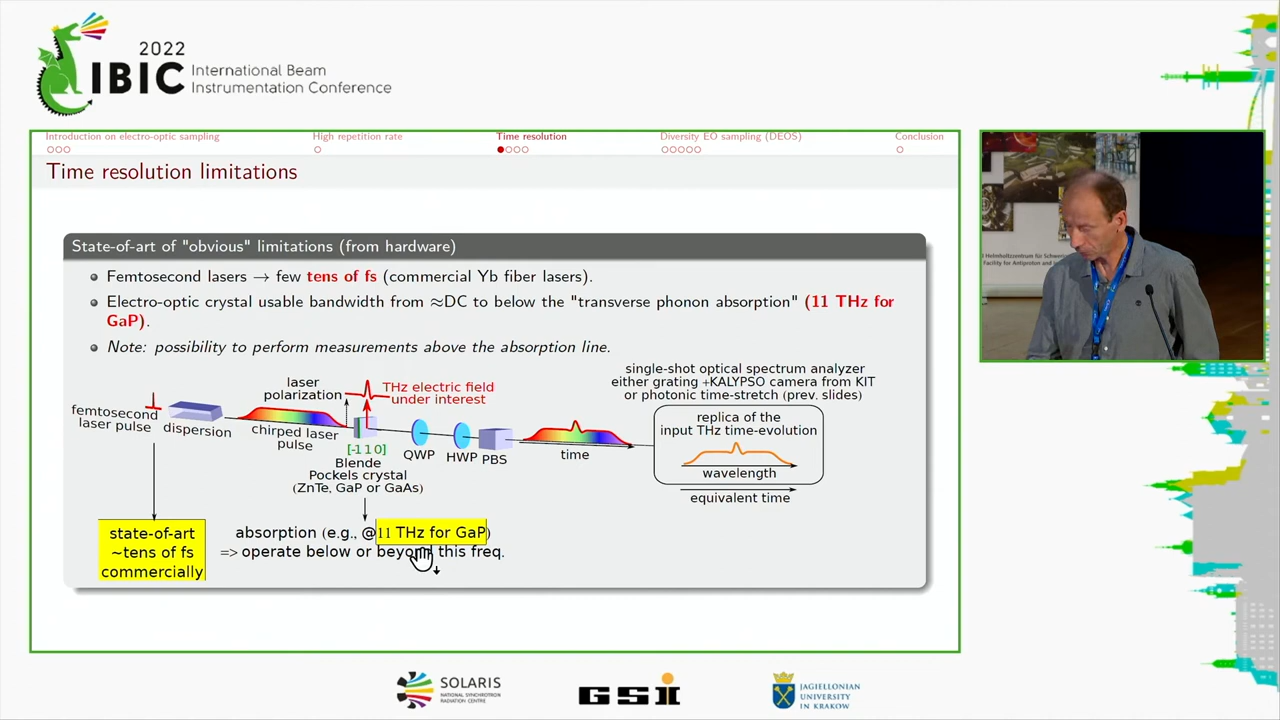 2022
IBIC
International Beam
Instrumentation Conference
Introduction on electro-optic sampling
High repetition rate
Time resolution
Diversity EO sampling (DEOS)
Conclusion
Time resolution limitations
State-of-art of "obvious" limitations (from hardware)
Femtosecond lasers → few tens of fs (commercial Yb fiber lasers).
Electro-optic crystal usable bandwidth from ≈DC to below the "transverse phonon absorption" (11 THz for
GaP).
Note: possibility to perform measurements above the absorption line.
single-shot optical spectrum analyzer
either grating +KALYPSO camera from KIT
or photonic time-stretch (prev. slides)
laser
polarization
THz electric field
under interest
femtosecond
laser pulse
dispersion
chirped laser
pulse
[-110]
Blende
Pockels crystal
(ZnTe, GaP or GaAs)
QWP
HWP
PBS
time
replica of the
input THz time-evolution
wavelength
equivalent time
state-of-art
~tens of fs
commercially
absorption (e.g., @11 THz for GaP)
=> operate below or beyond this freq.
SOLARIS
NATIONAL SYNCHROTRON
RADIATION CENTRE
GSI
JAGIELLONIAN
UNIVERSITY
IN KRAKOW